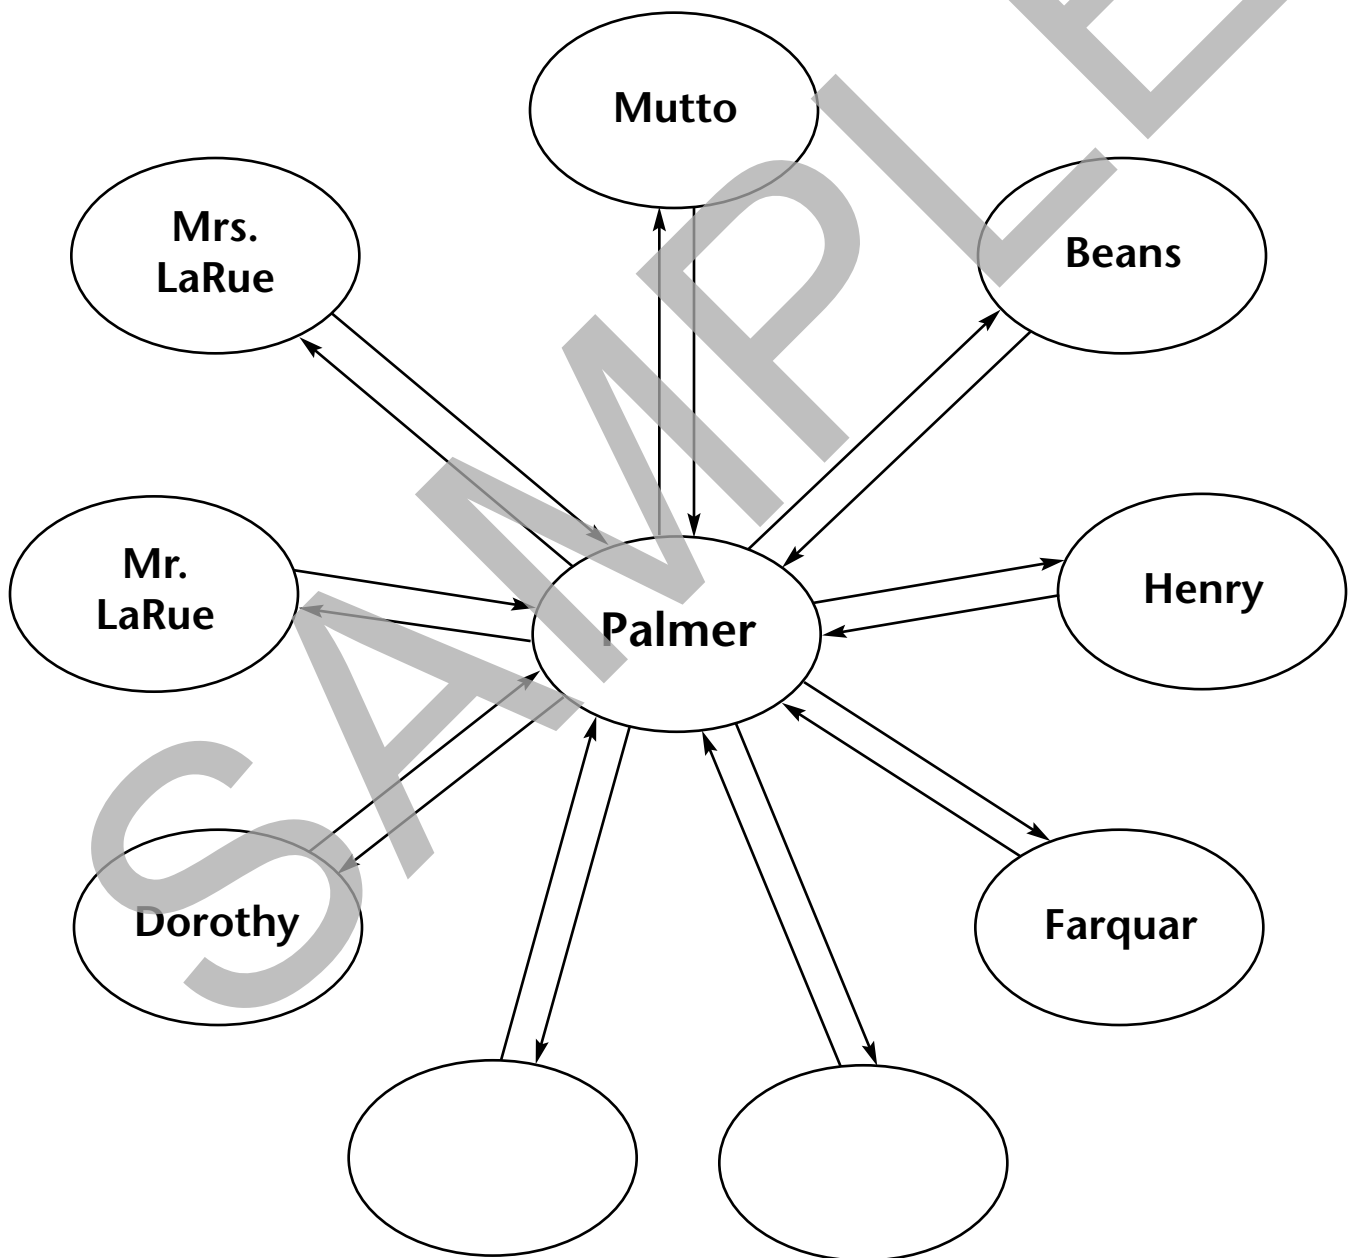 Mutto
Mrs.
LaRue
Beans
Mr.
LaRue
Henry
Palmer
Dorothy
Farquar
SAMPLE